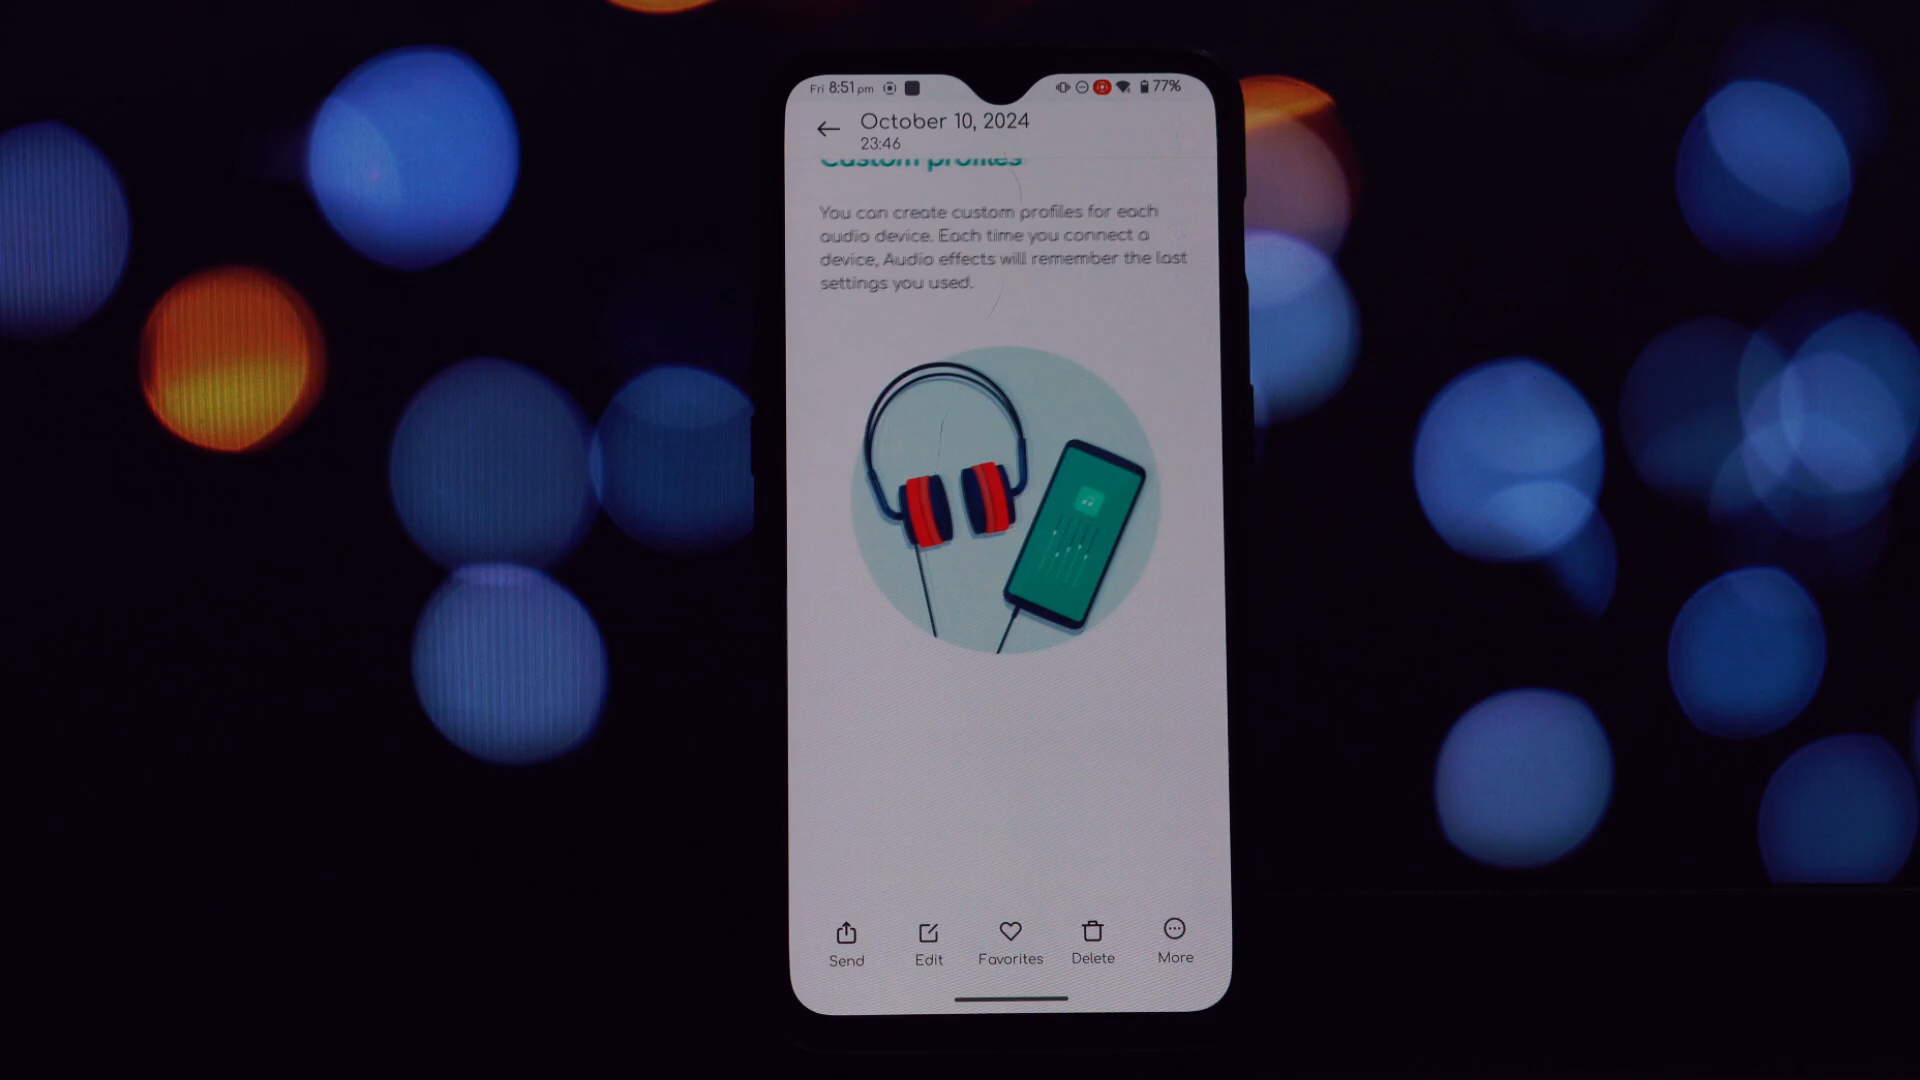 Fri 8:51 pm
77%
October 10, 2024
23:46
Custom profiles
You can create custom profiles for each
audio device. Each time you connect a
device, Audio effects will remember the last
settings you used.
Send
Edit
Favorites
Delete
More